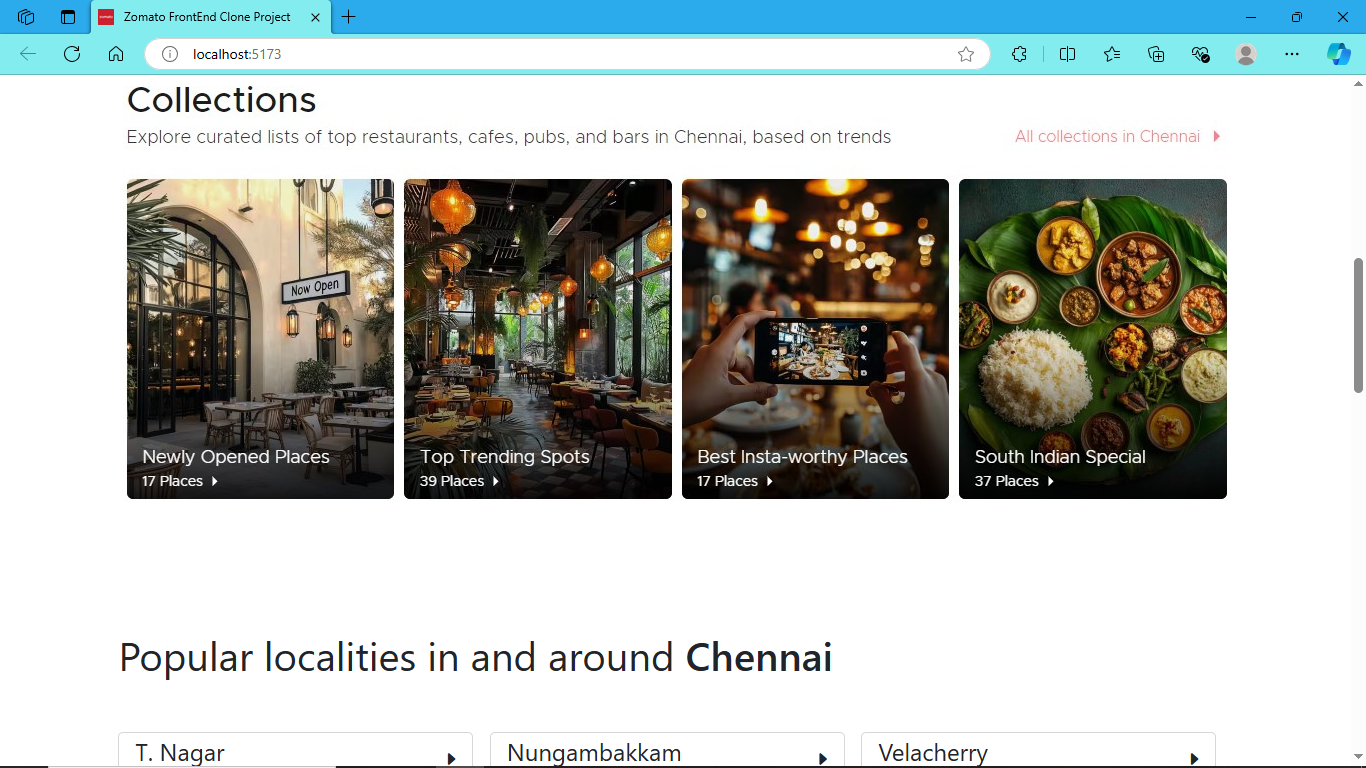 zomato
Zomato FrontEnd Clone Project
localhost:5173
Collections
Explore curated lists of top restaurants, cafes, pubs, and bars in Chennai, based on trends
All collections in Chennai
Now Open
Newly Opened Places
17 Places
Top Trending Spots
39 Places
Best Insta-worthy Places
17 Places
South Indian Special
37 Places
Popular localities in and around Chennai
T. Nagar
Nungambakkam
Velacherry